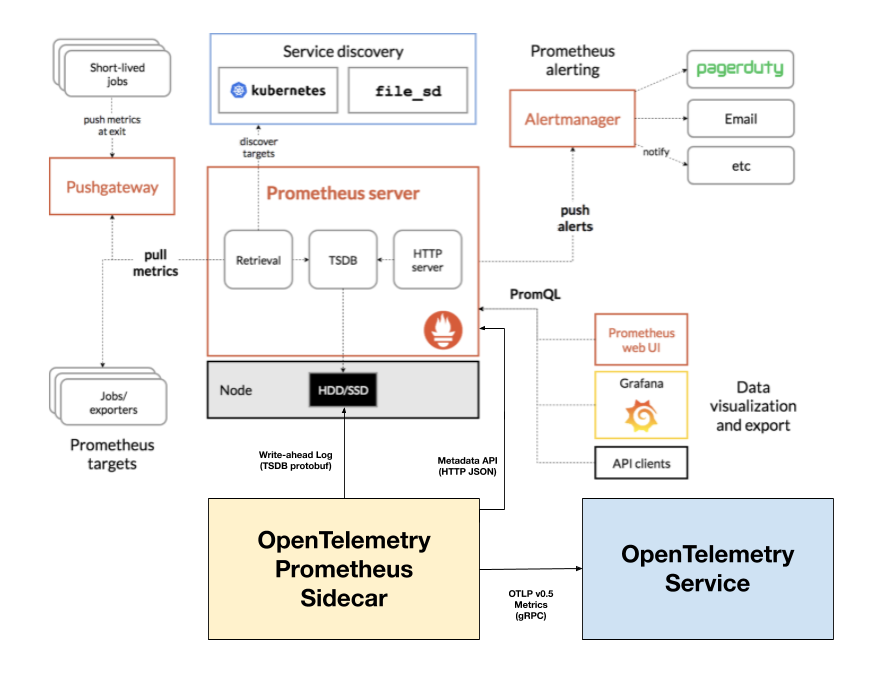 Short-lived
jobs
push metrics
at exit
Pushgateway
Service discovery
kubernetes
file_sd
discover
targets
Prometheus
alerting
Alertmanager
pagerduty
Email
etc
notify
Prometheus server
Retrieval
TSDB
HTTP
server
pull
metrics
push
alerts
PromQL
Prometheus
web UI
Grafana
API clients
Data
visualization
and export
Node
HDD/SSD
Jobs/
exporters
Prometheus
targets
Write-ahead Log
(TSDB protobuf)
Metadata API
(HTTP JSON)
OpenTelemetry
Prometheus
Sidecar
OTLP v0.5
Metrics
(gRPC)
OpenTelemetry
Service